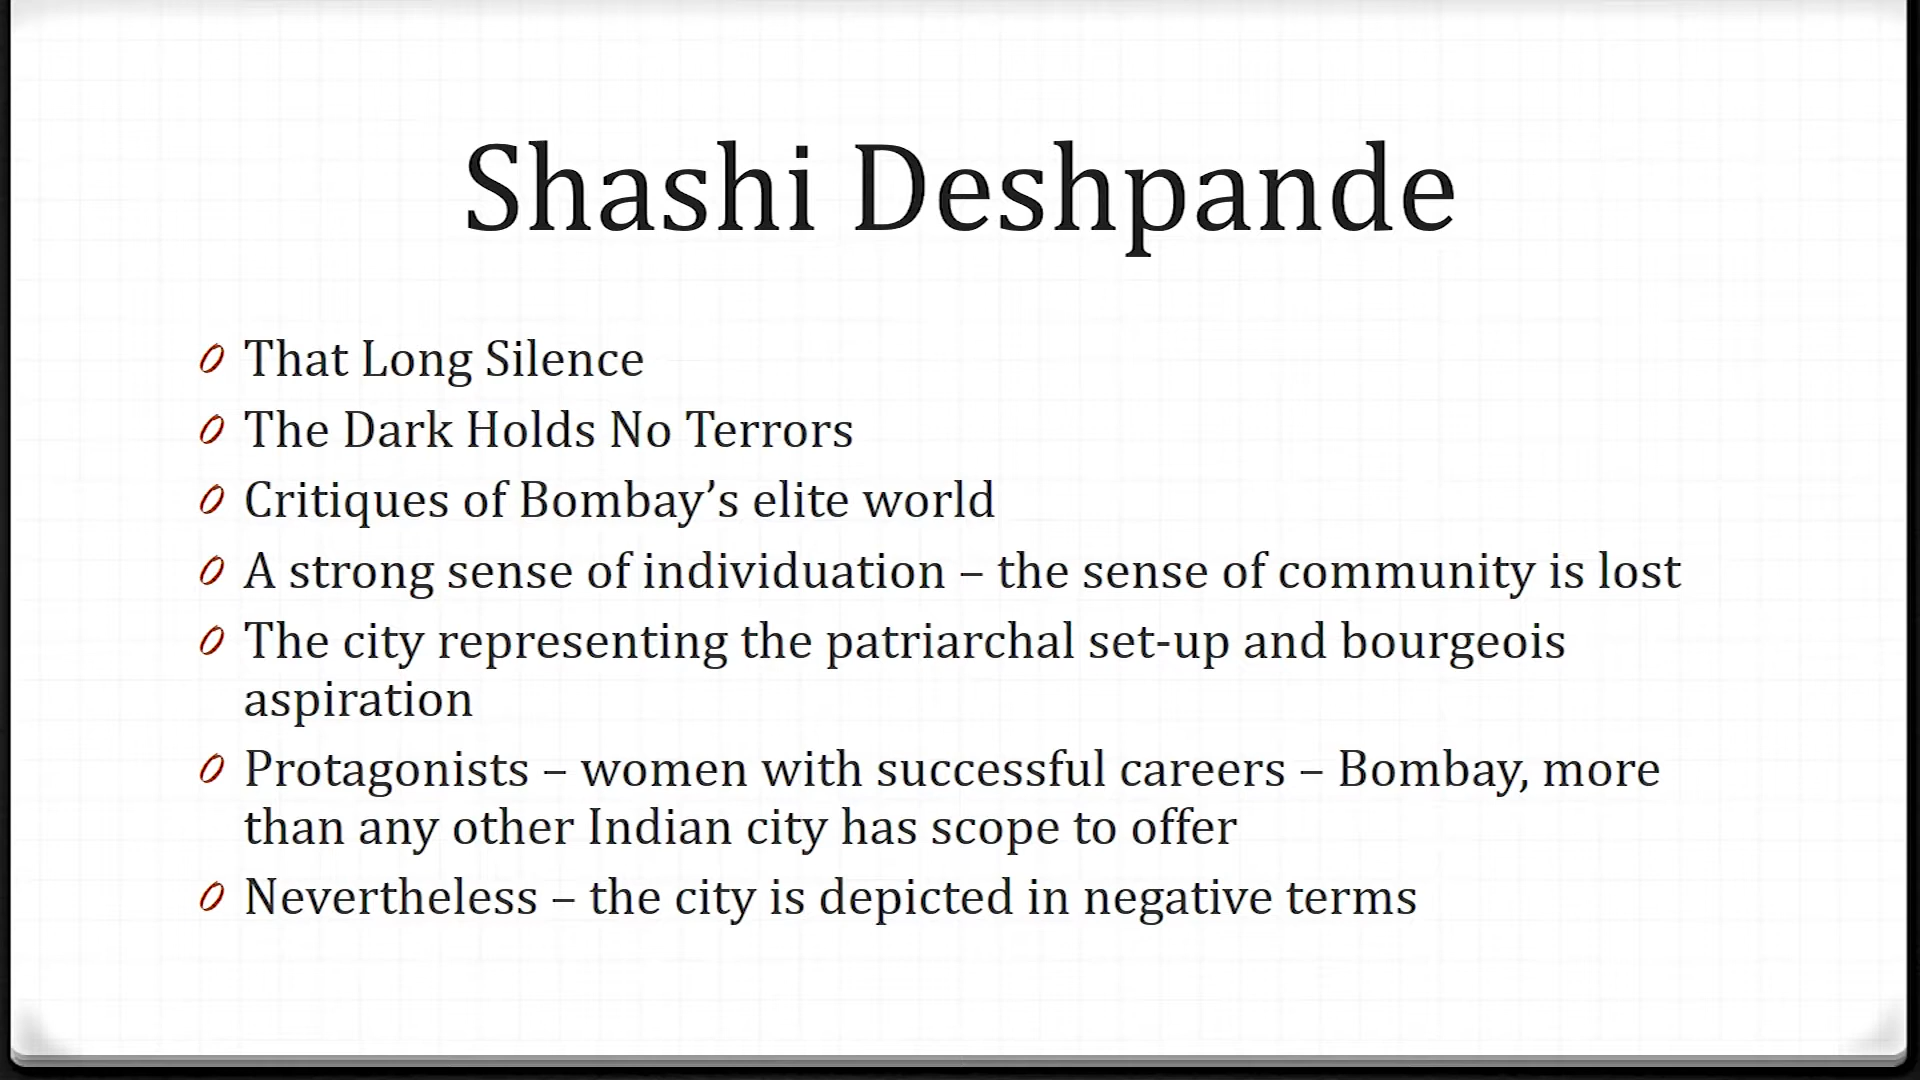 Shashi Deshpande
That Long Silence
The Dark Holds No Terrors
Critiques of Bombay’s elite world
A strong sense of individuation – the sense of community is lost
The city representing the patriarchal set-up and bourgeois
aspiration
Protagonists – women with successful careers – Bombay, more
than any other Indian city has scope to offer
Nevertheless – the city is depicted in negative terms